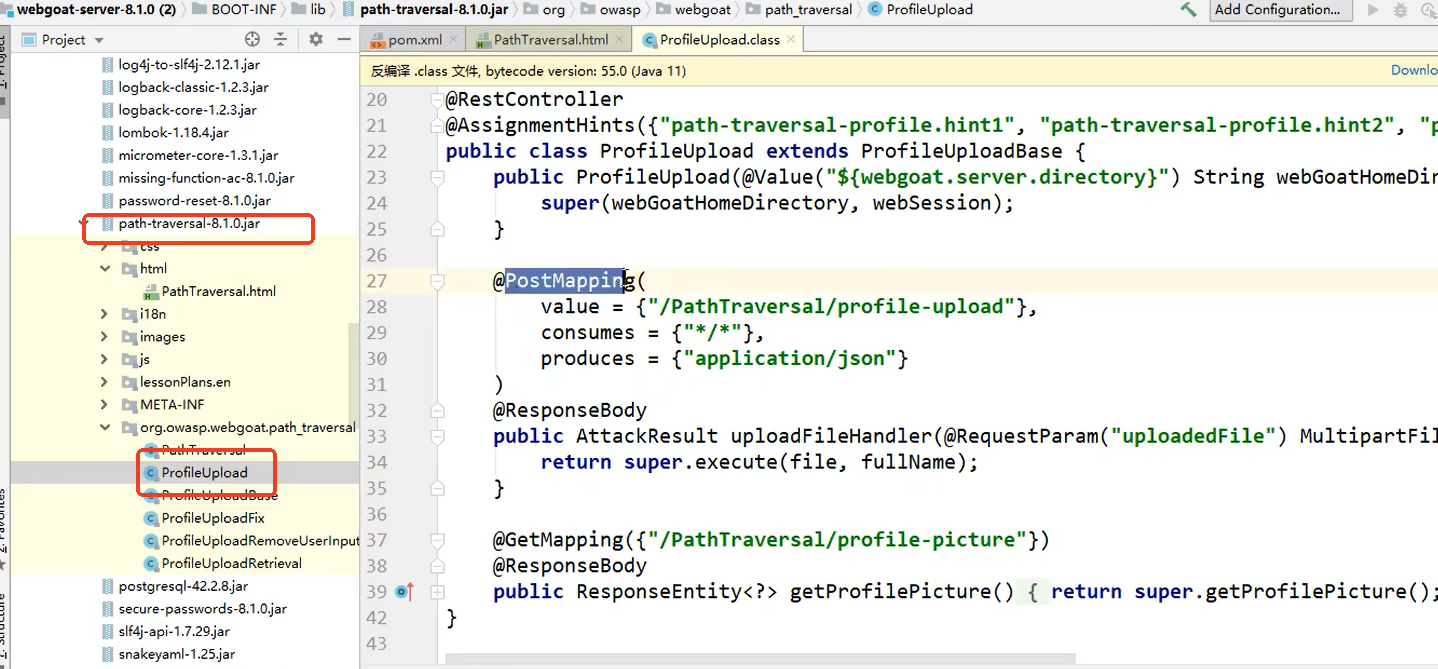 webgoat-server-8.1.0 (2) BOOT-INF lib path-traversal-8.1.0.jar org owasp webgoat path_traversal ProfileUpload Add Configuration...
Project
pom.xml PathTraversal.html ProfileUpload.class
反编译 .class 文件, bytecode version: 55.0 (Java 11) Downlo
log4j-to-slf4j-2.12.1.jar
logback-classic-1.2.3.jar
logback-core-1.2.3.jar
lombok-1.18.4.jar
micrometer-core-1.3.1.jar
missing-function-ac-8.1.0.jar
password-reset-8.1.0.jar
path-traversal-8.1.0.jar
css
html
PathTraversal.html
i18n
images
js
lessonPlans.en
META-INF
org.owasp.webgoat.path_traversal
PathTraversal
ProfileUpload
ProfileUploadBase
ProfileUploadFix
ProfileUploadRemoveUserInput
ProfileUploadRetrieval
postgresql-42.2.8.jar
secure-passwords-8.1.0.jar
slf4j-api-1.7.29.jar
snakeyaml-1.25.jar
20 @RestController
21 @AssignmentHints({"path-traversal-profile.hint1", "path-traversal-profile.hint2", "p
22 public class ProfileUpload extends ProfileUploadBase {
23 public ProfileUpload(@Value("${webgoat.server.directory}") String webGoatHomeDir
24 super(webGoatHomeDirectory, webSession);
25 }
26
27 @PostMapping(
28 value = {"/PathTraversal/profile-upload"},
29 consumes = {"*/*"},
30 produces = {"application/json"}
31 )
32 @ResponseBody
33 public AttackResult uploadFileHandler(@RequestParam("uploadedFile") MultipartFil
34 return super.execute(file, fullName);
35 }
36
37 @GetMapping({"/PathTraversal/profile-picture"})
38 @ResponseBody
39 public ResponseEntity<?> getProfilePicture() { return super.getProfilePicture();
42 }
43